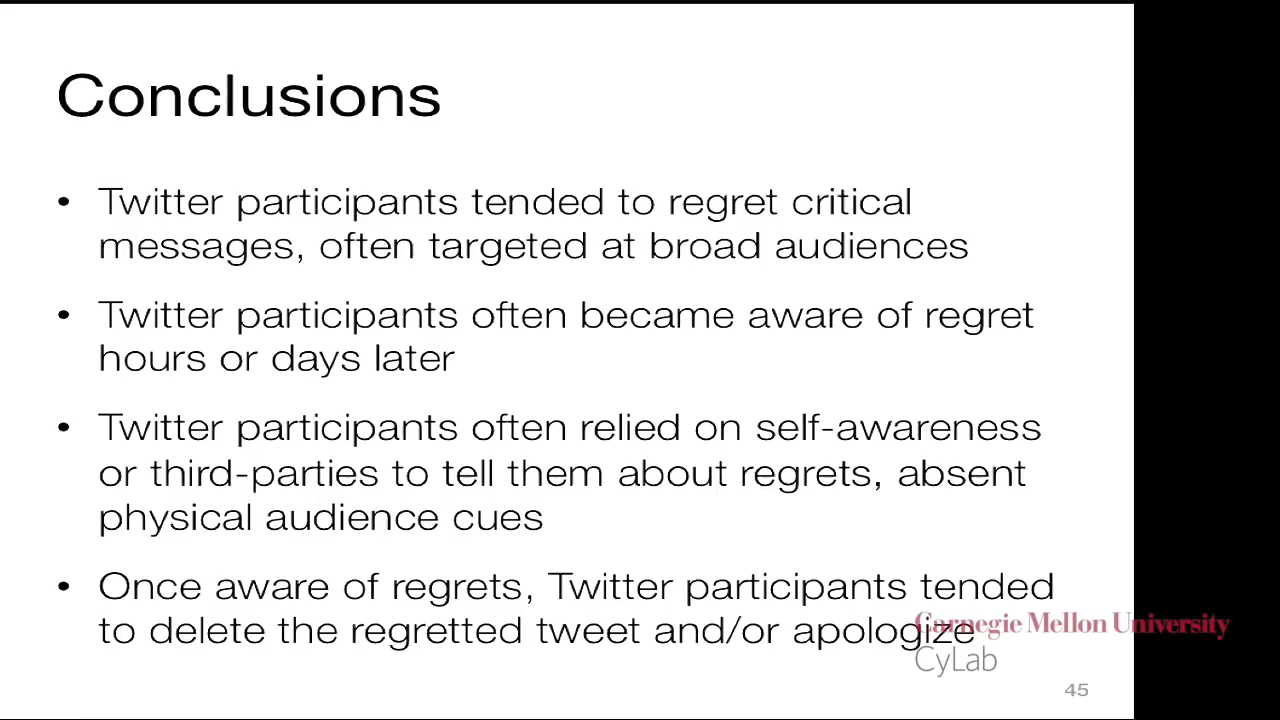 Conclusions
• Twitter participants tended to regret critical
messages, often targeted at broad audiences
• Twitter participants often became aware of regret
hours or days later
• Twitter participants often relied on self-awareness
or third-parties to tell them about regrets, absent
physical audience cues
• Once aware of regrets, Twitter participants tended
to delete the regretted tweet and/or apologize
Carnegie Mellon University
CyLab
45